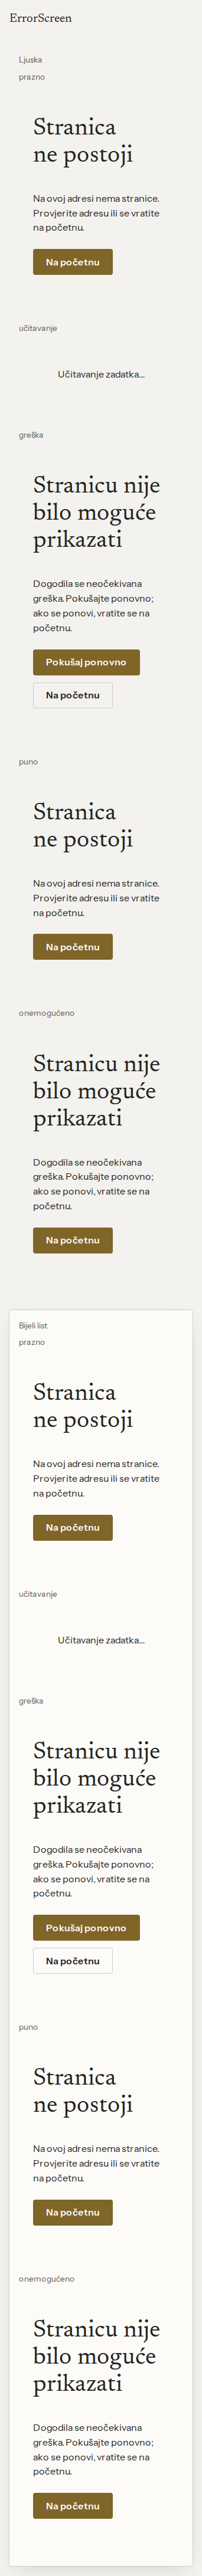 ErrorScreen
Ljuska
prazno
Stranica
ne postoji
Na ovoj adresi nema stranice.
Provjerite adresu ili se vratite
na početnu.
Na početnu
učitavanje
Učitavanje zadatka…
greška
Stranicu nije
bilo moguće
prikazati
Dogodila se neočekivana
greška. Pokušajte ponovno;
ako se ponovi, vratite se na
početnu.
Pokušaj ponovno
Na početnu
puno
Stranica
ne postoji
Na ovoj adresi nema stranice.
Provjerite adresu ili se vratite
na početnu.
Na početnu
onemogućeno
Stranicu nije
bilo moguće
prikazati
Dogodila se neočekivana
greška. Pokušajte ponovno;
ako se ponovi, vratite se na
početnu.
Na početnu
Bijeli list
prazno
Stranica
ne postoji
Na ovoj adresi nema stranice.
Provjerite adresu ili se vratite
na početnu.
Na početnu
učitavanje
Učitavanje zadatka…
greška
Stranicu nije
bilo moguće
prikazati
Dogodila se neočekivana
greška. Pokušajte ponovno;
ako se ponovi, vratite se na
početnu.
Pokušaj ponovno
Na početnu
puno
Stranica
ne postoji
Na ovoj adresi nema stranice.
Provjerite adresu ili se vratite
na početnu.
Na početnu
onemogućeno
Stranicu nije
bilo moguće
prikazati
Dogodila se neočekivana
greška. Pokušajte ponovno;
ako se ponovi, vratite se na
početnu.
Na početnu